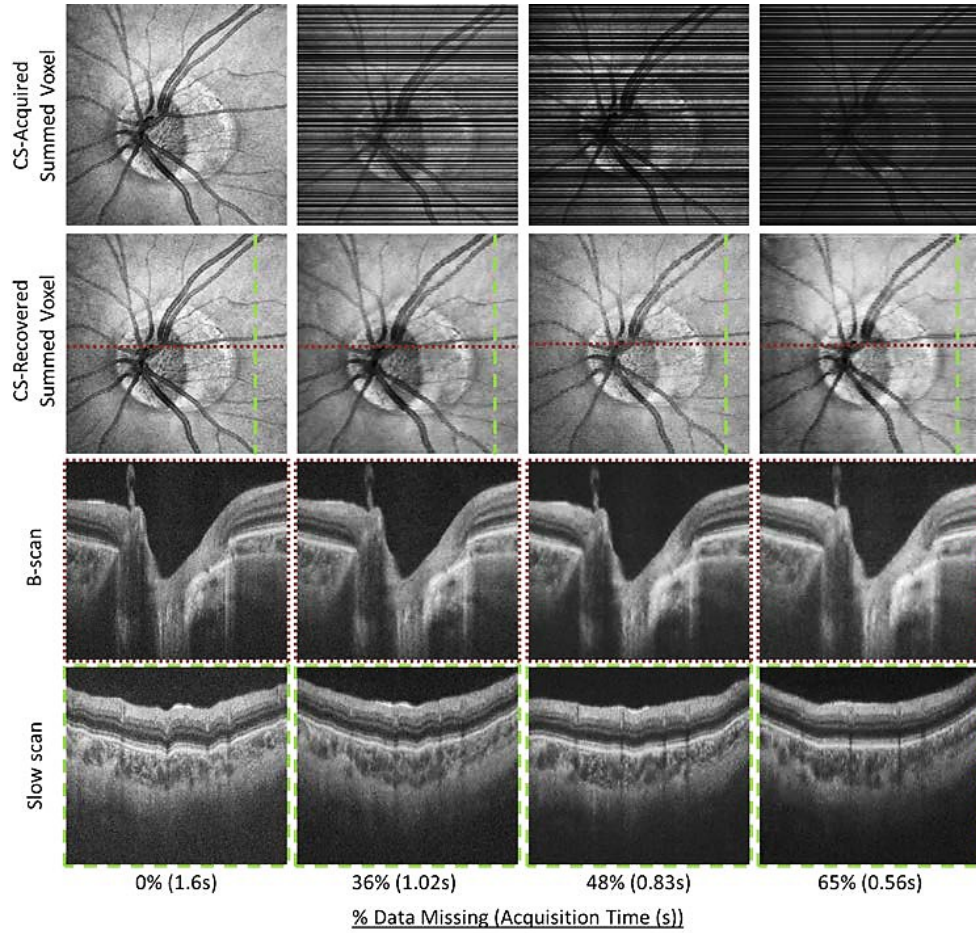 CS-Acquired
Summed Voxel
CS-Recovered
Summed Voxel
B-scan
Slow scan
0% (1.6s)
36% (1.02s)
48% (0.83s)
65% (0.56s)
% Data Missing (Acquisition Time (s))